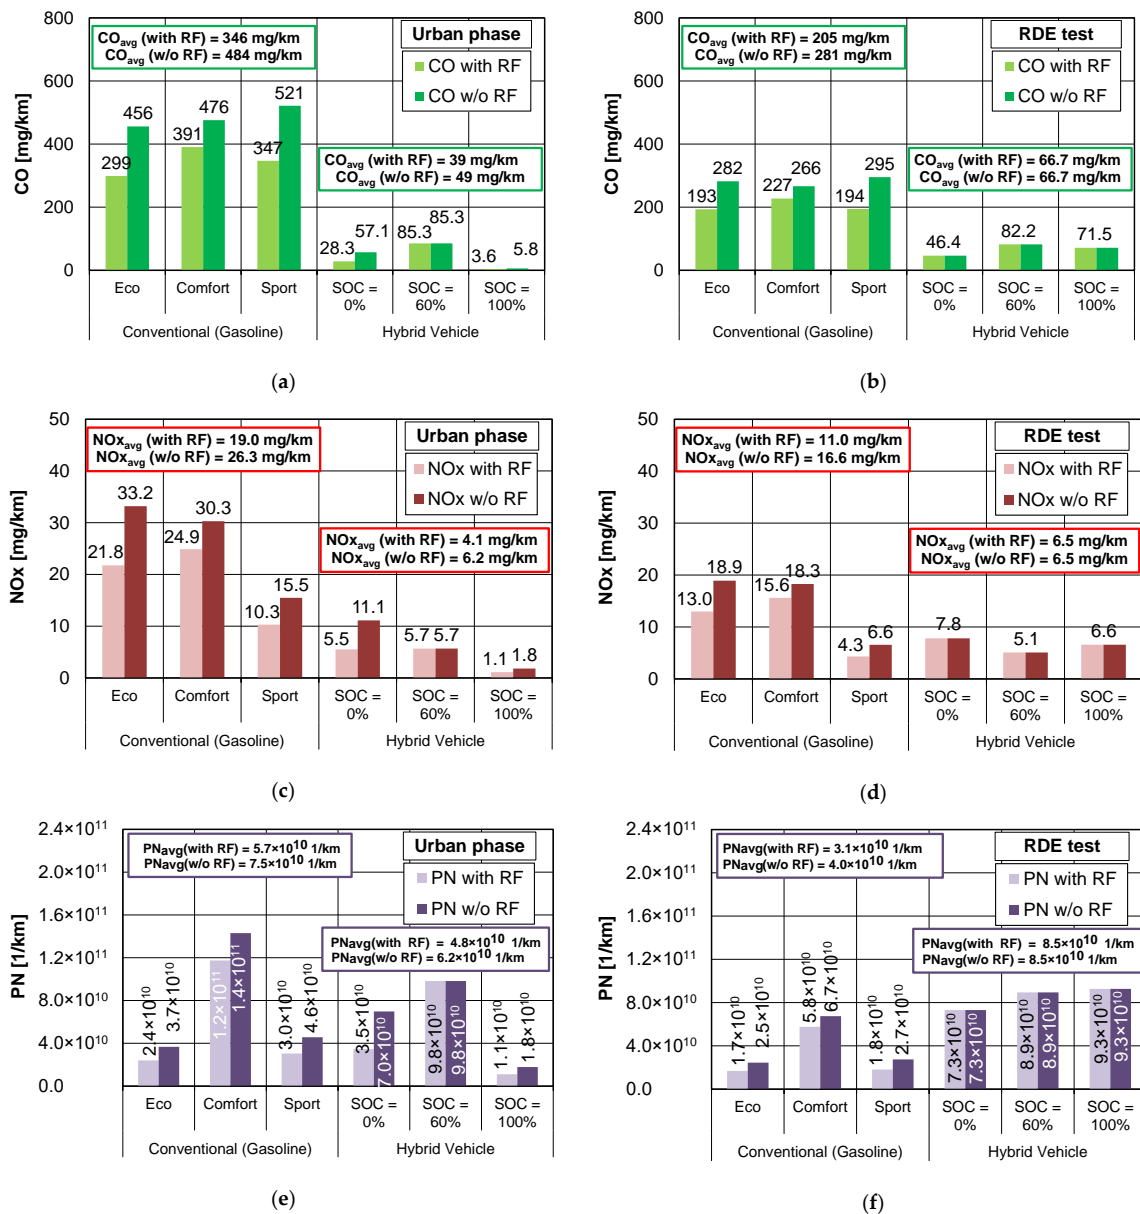 800
600
400
200
0
CO [mg/km]
COavg (with RF) = 346 mg/km
COavg (w/o RF) = 484 mg/km
Urban phase
CO with RF
CO w/o RF
COavg (with RF) = 39 mg/km
COavg (w/o RF) = 49 mg/km
299
456
391
476
347
521
28.3
57.1
85.3
85.3
3.6
5.8
Eco
Comfort
Sport
SOC = 0%
SOC = 60%
SOC = 100%
Conventional (Gasoline)
Hybrid Vehicle
(a)
800
600
400
200
0
CO [mg/km]
COavg (with RF) = 205 mg/km
COavg (w/o RF) = 281 mg/km
RDE test
CO with RF
CO w/o RF
COavg (with RF) = 66.7 mg/km
COavg (w/o RF) = 66.7 mg/km
193
282
227
266
194
295
46.4
82.2
71.5
Eco
Comfort
Sport
SOC = 0%
SOC = 60%
SOC = 100%
Conventional (Gasoline)
Hybrid Vehicle
(b)
50
40
30
20
10
0
NOx [mg/km]
NOxavg (with RF) = 19.0 mg/km
NOxavg (w/o RF) = 26.3 mg/km
Urban phase
NOx with RF
NOx w/o RF
NOxavg (with RF) = 4.1 mg/km
NOxavg (w/o RF) = 6.2 mg/km
21.8
33.2
24.9
30.3
10.3
15.5
5.5
11.1
5.7
5.7
1.1
1.8
Eco
Comfort
Sport
SOC = 0%
SOC = 60%
SOC = 100%
Conventional (Gasoline)
Hybrid Vehicle
(c)
50
40
30
20
10
0
NOx [mg/km]
NOxavg (with RF) = 11.0 mg/km
NOxavg (w/o RF) = 16.6 mg/km
RDE test
NOx with RF
NOx w/o RF
NOxavg (with RF) = 6.5 mg/km
NOxavg (w/o RF) = 6.5 mg/km
13.0
18.9
15.6
18.3
4.3
6.6
7.8
5.1
6.6
Eco
Comfort
Sport
SOC = 0%
SOC = 60%
SOC = 100%
Conventional (Gasoline)
Hybrid Vehicle
(d)
2.4×10¹¹
2.0×10¹¹
1.6×10¹¹
1.2×10¹¹
8.0×10¹⁰
4.0×10¹⁰
0.0
PN [1/km]
PNavg(with RF) = 5.7×10¹⁰ 1/km
PNavg(w/o RF) = 7.5×10¹⁰ 1/km
Urban phase
PN with RF
PN w/o RF
PNavg(with RF) = 4.8×10¹⁰ 1/km
PNavg(w/o RF) = 6.2×10¹⁰ 1/km
2.4×10¹⁰
3.7×10¹⁰
1.2×10¹¹
1.4×10¹¹
3.0×10¹⁰
4.6×10¹⁰
3.5×10¹⁰
7.0×10¹⁰
9.8×10¹⁰
9.8×10¹⁰
1.1×10¹⁰
1.8×10¹⁰
Eco
Comfort
Sport
SOC = 0%
SOC = 60%
SOC = 100%
Conventional (Gasoline)
Hybrid Vehicle
(e)
2.4×10¹¹
2.0×10¹¹
1.6×10¹¹
1.2×10¹¹
8.0×10¹⁰
4.0×10¹⁰
0.0
PN [1/km]
PNavg(with RF) = 3.1×10¹⁰ 1/km
PNavg(w/o RF) = 4.0×10¹⁰ 1/km
RDE test
PN with RF
PN w/o RF
PNavg(with RF) = 8.5×10¹⁰ 1/km
PNavg(w/o RF) = 8.5×10¹⁰ 1/km
1.7×10¹⁰
2.5×10¹⁰
5.8×10¹⁰
6.7×10¹⁰
1.8×10¹⁰
2.7×10¹⁰
7.3×10¹⁰
7.3×10¹⁰
8.9×10¹⁰
8.9×10¹⁰
9.3×10¹⁰
9.3×10¹⁰
Eco
Comfort
Sport
SOC = 0%
SOC = 60%
SOC = 100%
Conventional (Gasoline)
Hybrid Vehicle
(f)